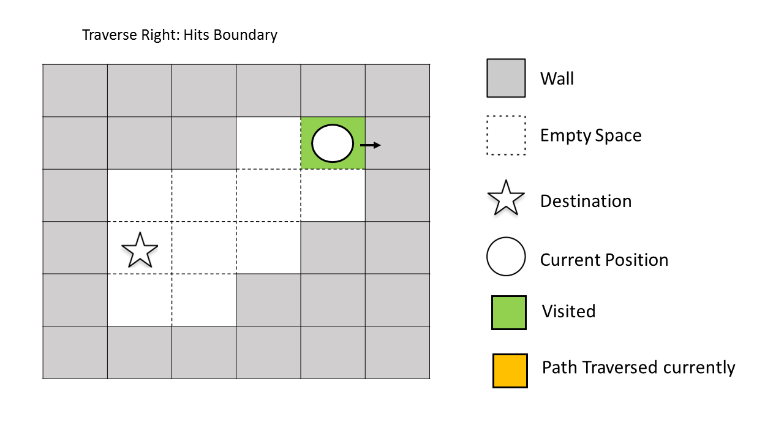 Traverse Right: Hits Boundary
Wall
Empty Space
Destination
Current Position
Visited
Path Traversed currently